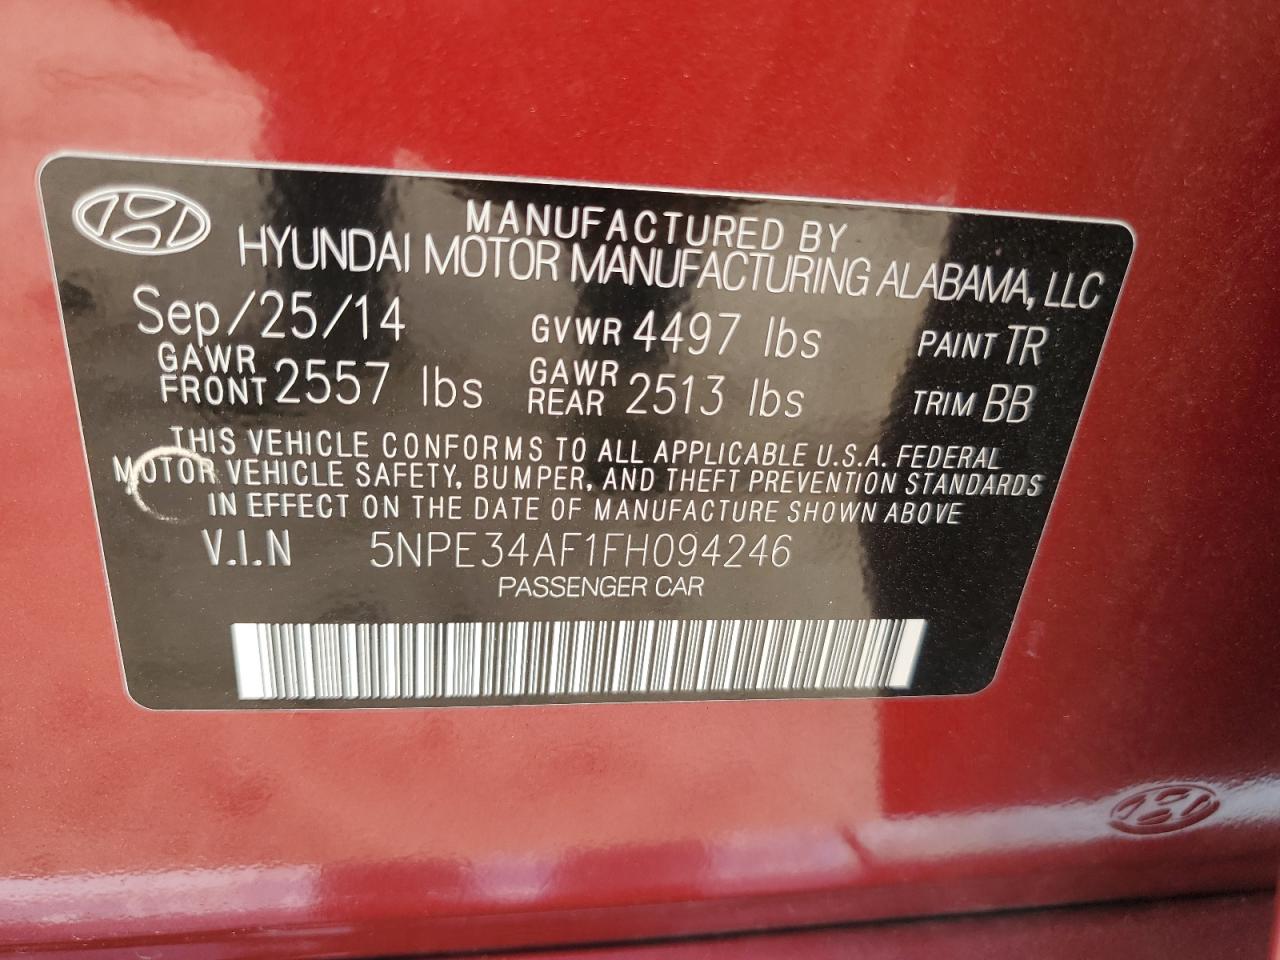 MANUFACTURED BY
HYUNDAI MOTOR MANUFACTURING ALABAMA, LLC
Sep/25/14 GVWR 4497 lbs PAINT TR
GAWR FRONT 2557 lbs GAWR REAR 2513 lbs TRIM BB
THIS VEHICLE CONFORMS TO ALL APPLICABLE U.S.A. FEDERAL
MOTOR VEHICLE SAFETY, BUMPER, AND THEFT PREVENTION STANDARDS
IN EFFECT ON THE DATE OF MANUFACTURE SHOWN ABOVE
V.I.N 5NPE34AF1FH094246
PASSENGER CAR